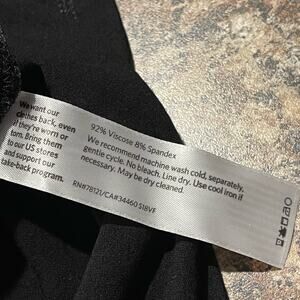 We want our
clothes back, even
if they're worn or
torn. Bring them
to our US stores
and support our
take-back program.
92% Viscose 8% Spandex
We recommend machine wash cold, separately,
gentle cycle. No bleach. Line dry. Use cool iron if
necessary. May be dry cleaned.
RN#78121/CA#34460 S18VF